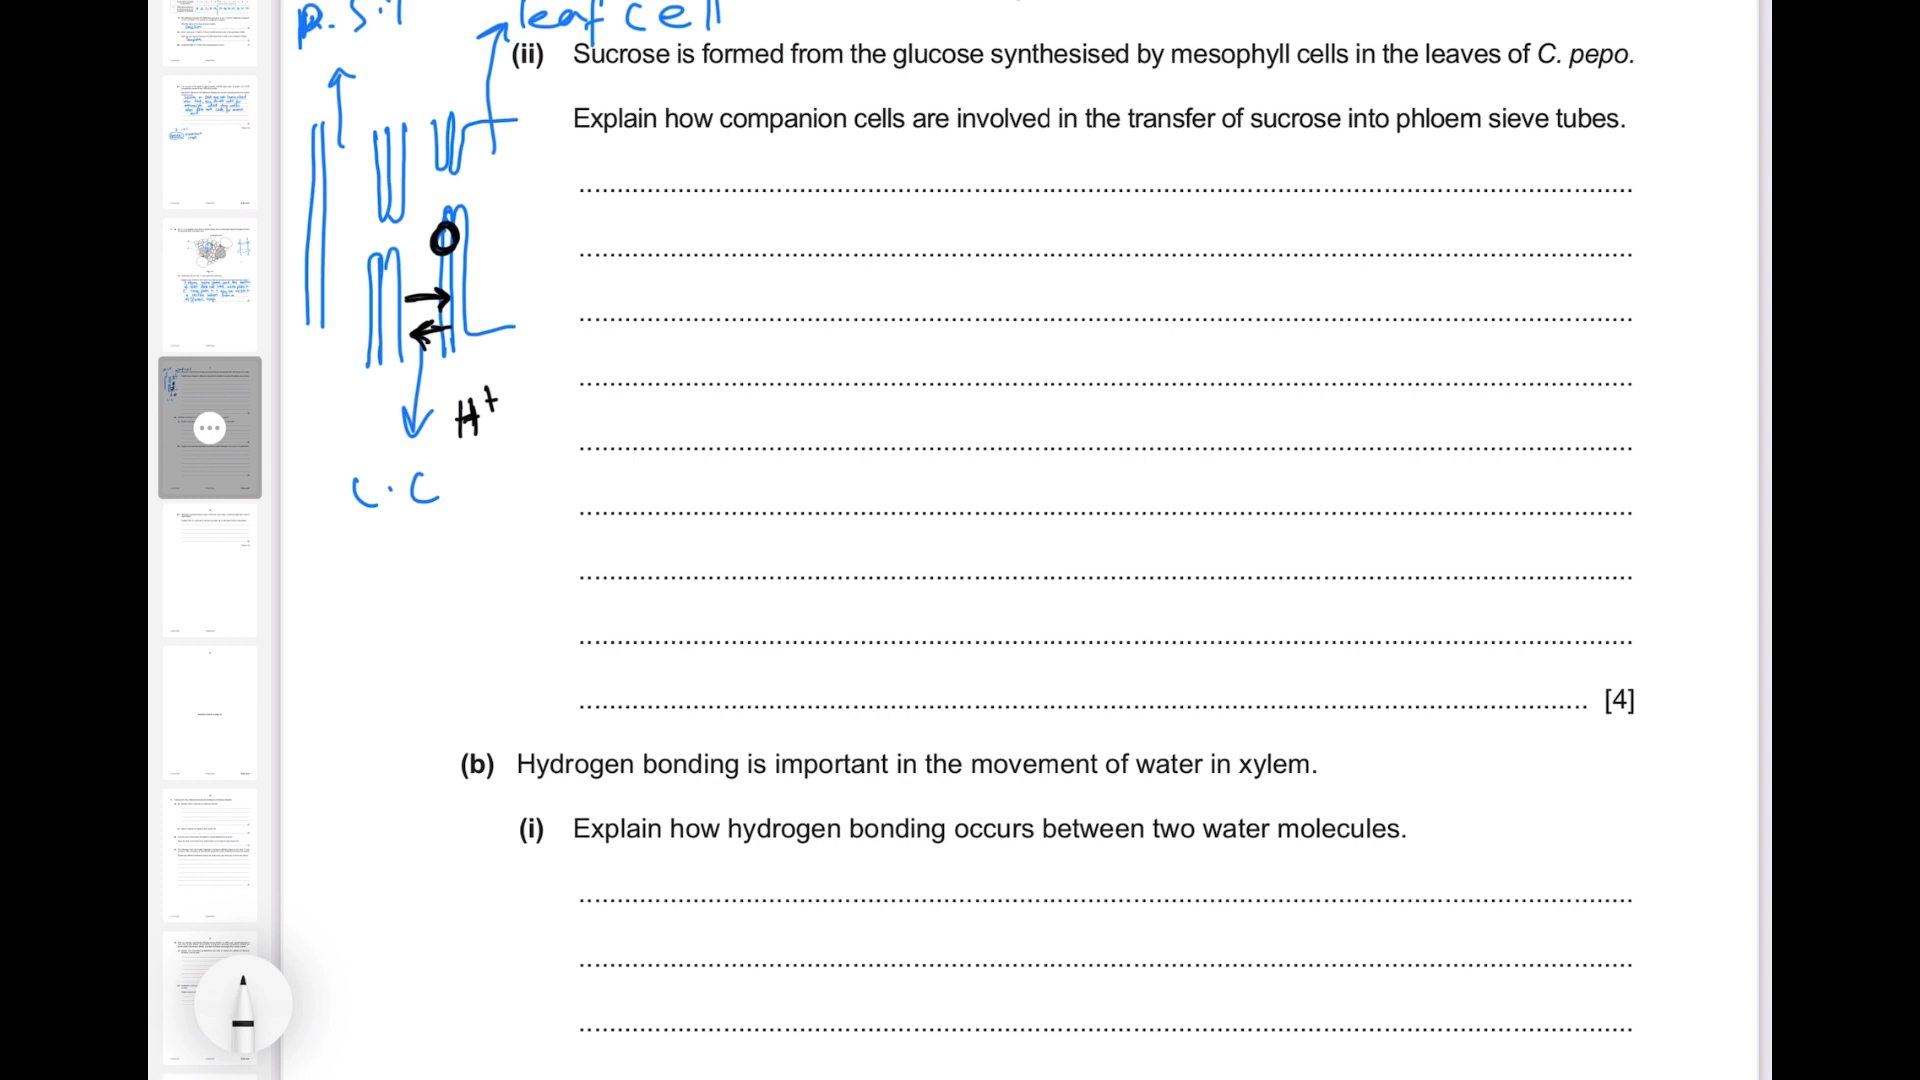 p. s.t
leaf cell
(ii) Sucrose is formed from the glucose synthesised by mesophyll cells in the leaves of C. pepo.
Explain how companion cells are involved in the transfer of sucrose into phloem sieve tubes.
H+
C.C
[4]
(b) Hydrogen bonding is important in the movement of water in xylem.
(i) Explain how hydrogen bonding occurs between two water molecules.